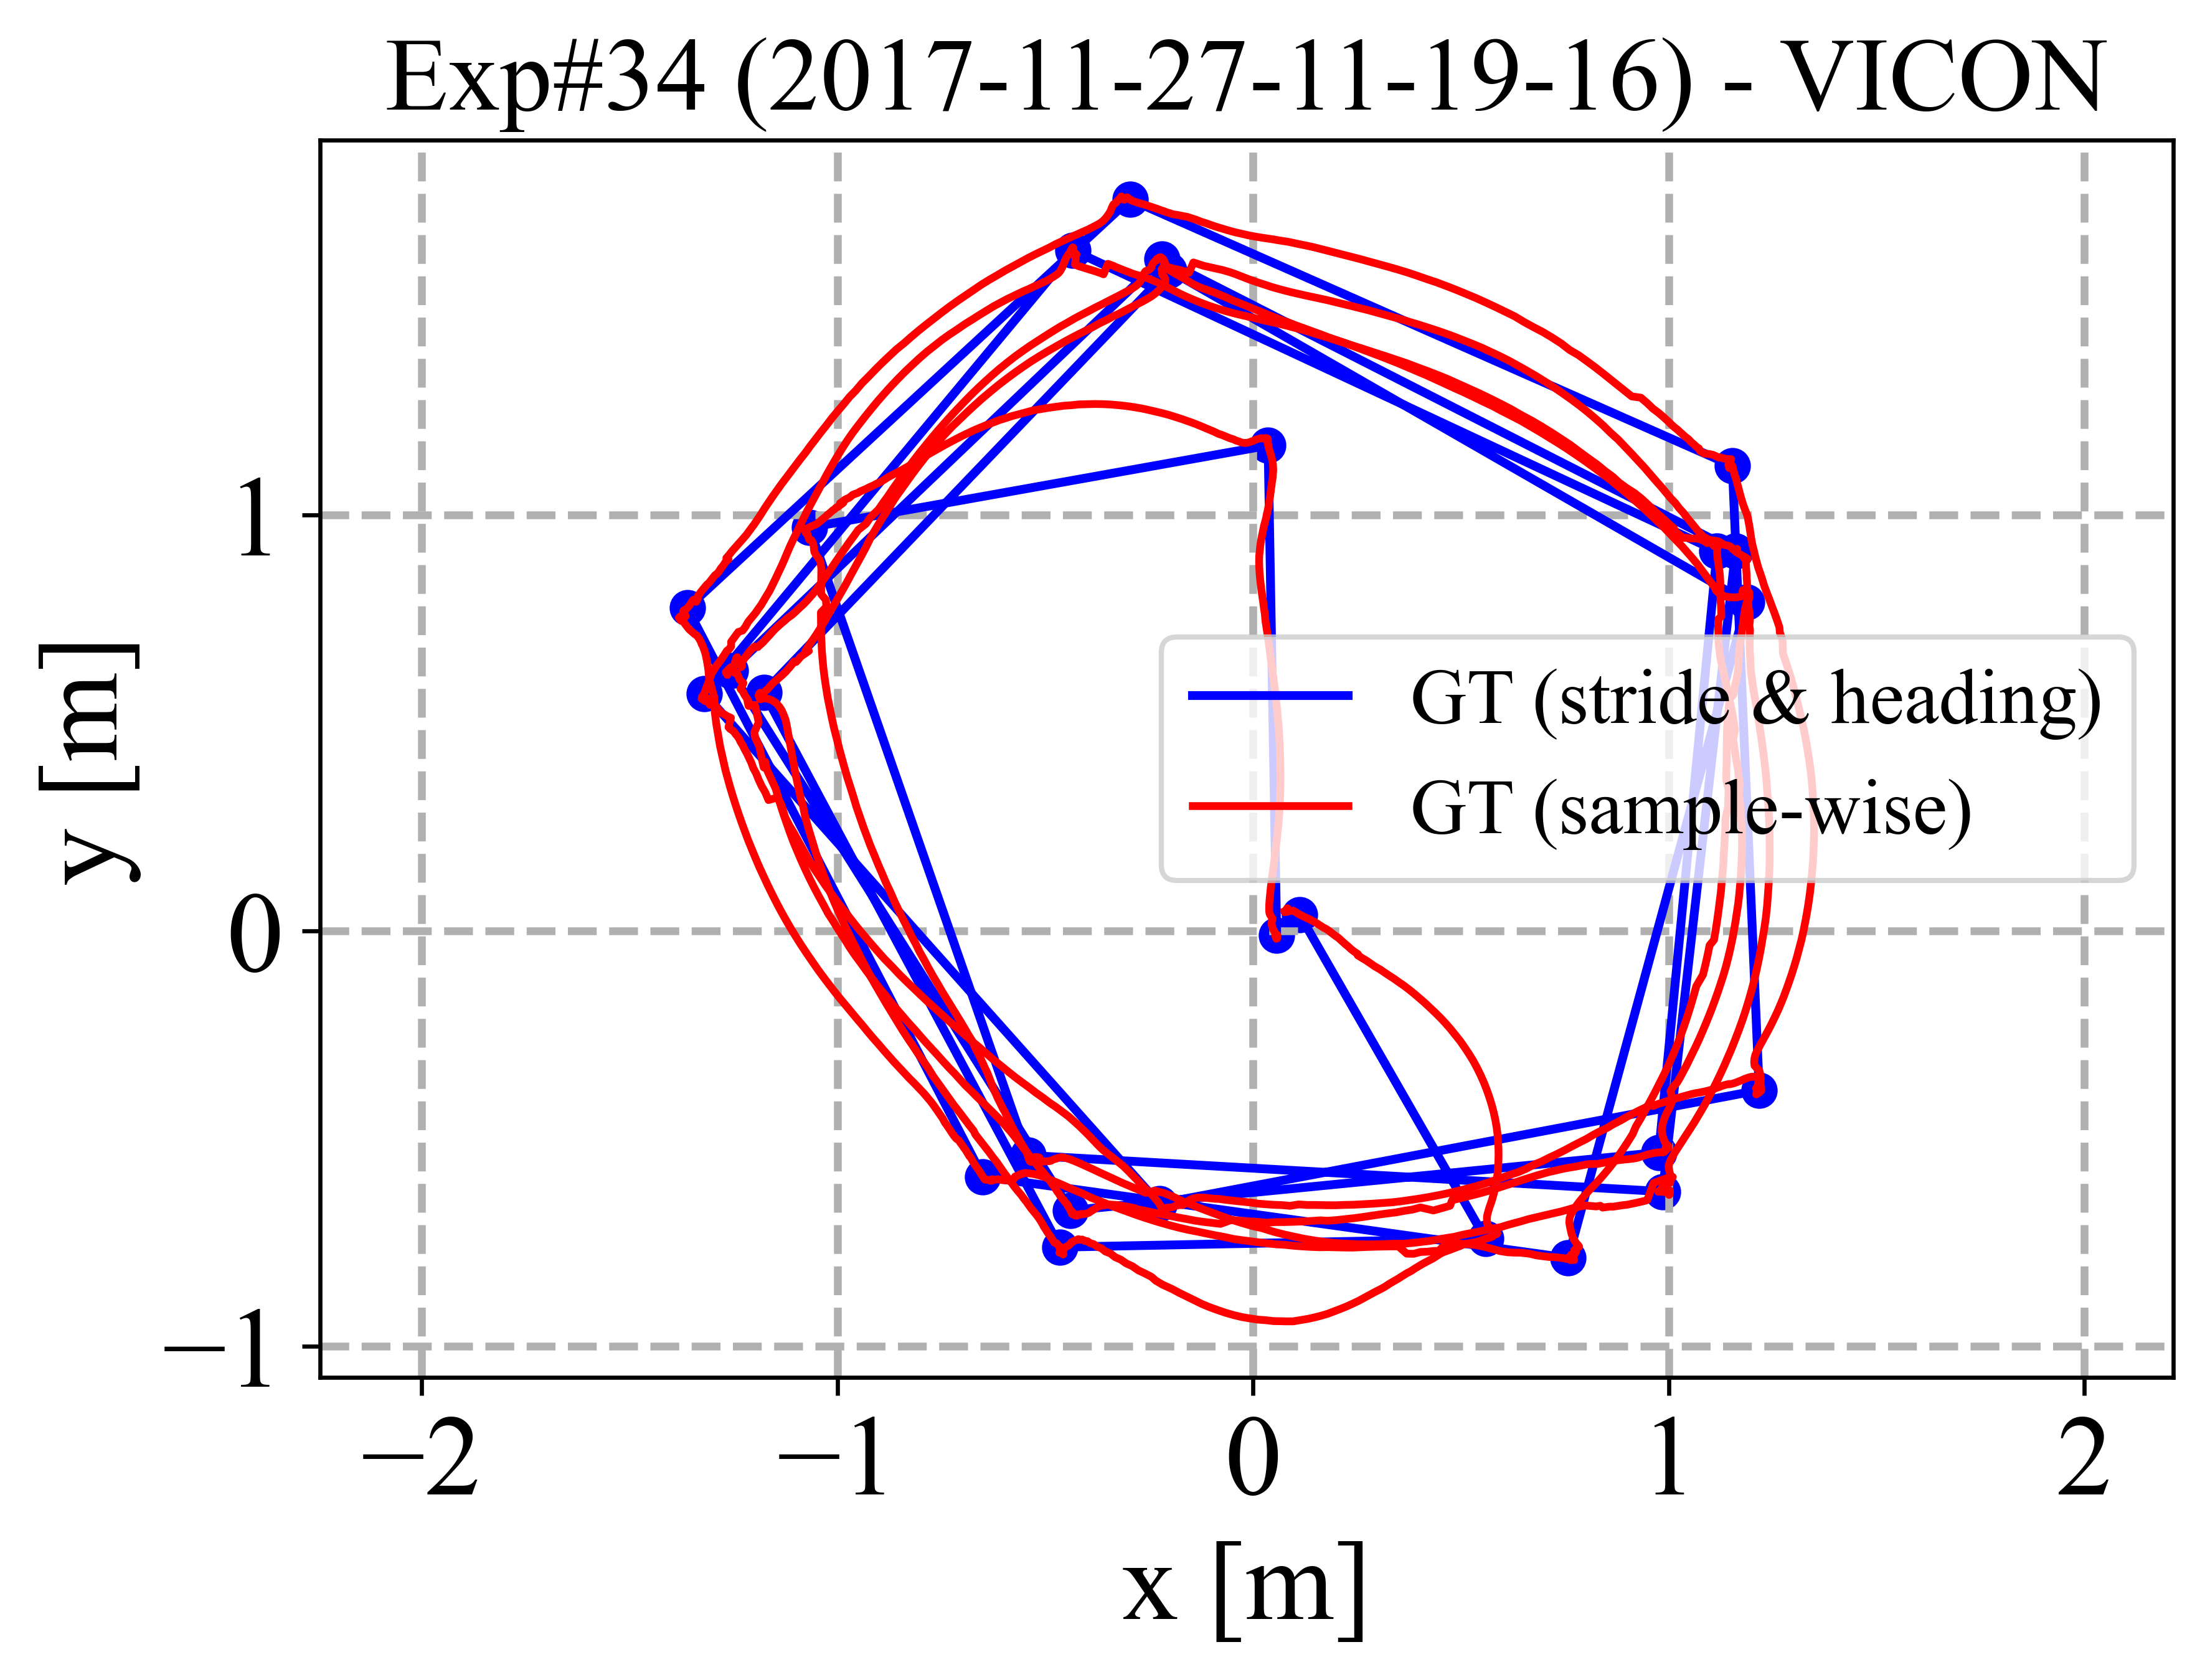 Exp#34 (2017-11-27-11-19-16) - VICON
y [m]
1
0
−1
GT (stride & heading)
GT (sample-wise)
−2 −1 0 1 2
x [m]